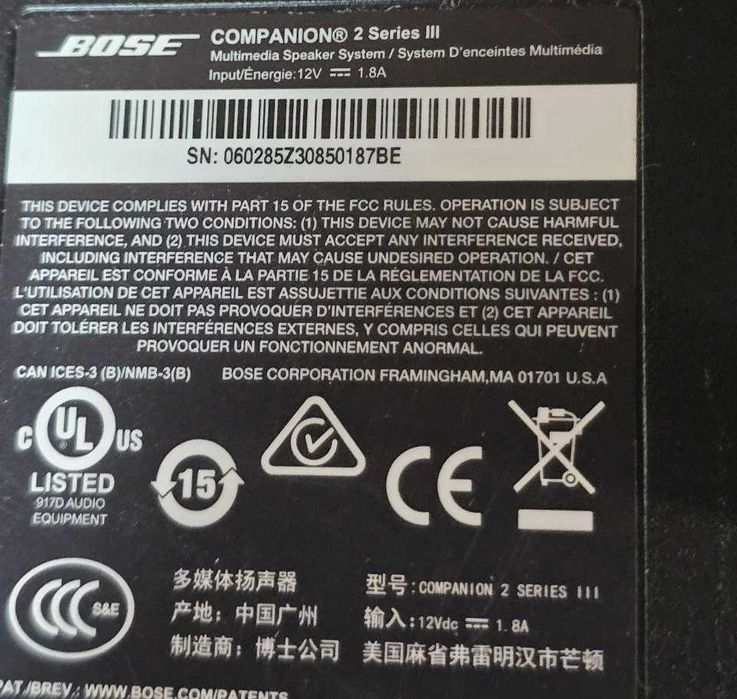 BOSE
COMPANION® 2 Series III
Multimedia Speaker System / System D'enceintes Multimédia
Input/Énergie:12V ⎓ 1.8A
SN: 060285Z30850187BE
THIS DEVICE COMPLIES WITH PART 15 OF THE FCC RULES. OPERATION IS SUBJECT
TO THE FOLLOWING TWO CONDITIONS: (1) THIS DEVICE MAY NOT CAUSE HARMFUL
INTERFERENCE, AND (2) THIS DEVICE MUST ACCEPT ANY INTERFERENCE RECEIVED,
INCLUDING INTERFERENCE THAT MAY CAUSE UNDESIRED OPERATION. / CET
APPAREIL EST CONFORME À LA PARTIE 15 DE LA RÉGLEMENTATION DE LA FCC.
L'UTILISATION DE CET APPAREIL EST ASSUJETTIE AUX CONDITIONS SUIVANTES : (1)
CET APPAREIL NE DOIT PAS PROVOQUER D'INTERFÉRENCES ET (2) CET APPAREIL
DOIT TOLÉRER LES INTERFÉRENCES EXTERNES, Y COMPRIS CELLES QUI PEUVENT
PROVOQUER UN FONCTIONNEMENT ANORMAL.
CAN ICES-3 (B)/NMB-3(B) BOSE CORPORATION FRAMINGHAM,MA 01701 U.S.A
C UL US
LISTED
917D AUDIO
EQUIPMENT
15
CE
CCC S&E
多媒体扬声器 型号:COMPANION 2 SERIES III
产地：中国广州 输入:12Vdc ⎓ 1.8A
制造商：博士公司 美国麻省弗雷明汉市芒顿
PAT./BREV.: WWW.BOSE.COM/PATENTS